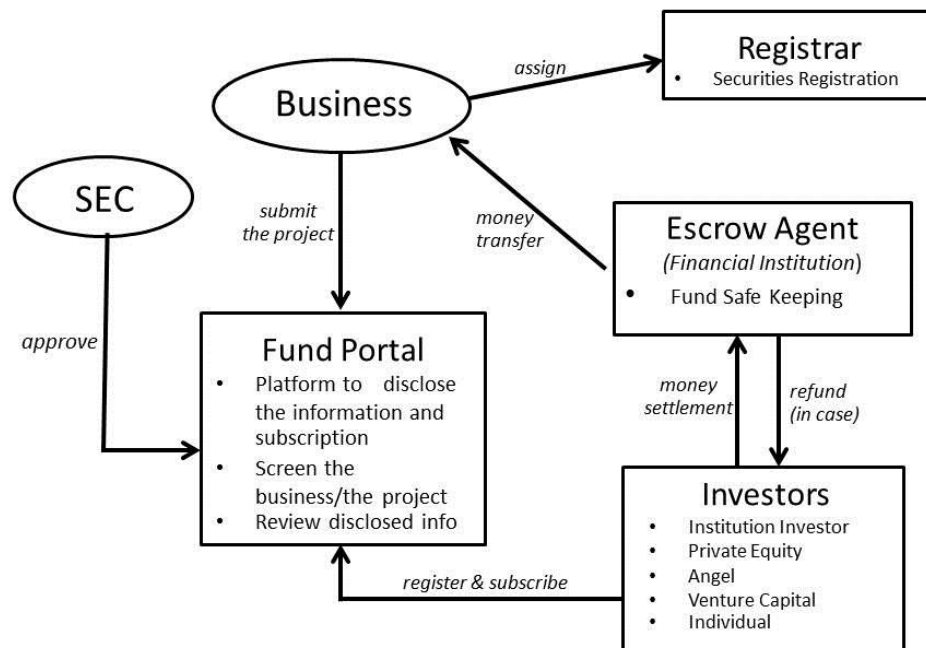 Registrar
• Securities Registration
assign
Business
SEC
submit
the project
money
transfer
Escrow Agent
(Financial Institution)
• Fund Safe Keeping
approve
Fund Portal
• Platform to disclose
the information and
subscription
• Screen the
business/the project
• Review disclosed info
money
settlement
refund
(in case)
Investors
• Institution Investor
• Private Equity
• Angel
• Venture Capital
• Individual
register & subscribe